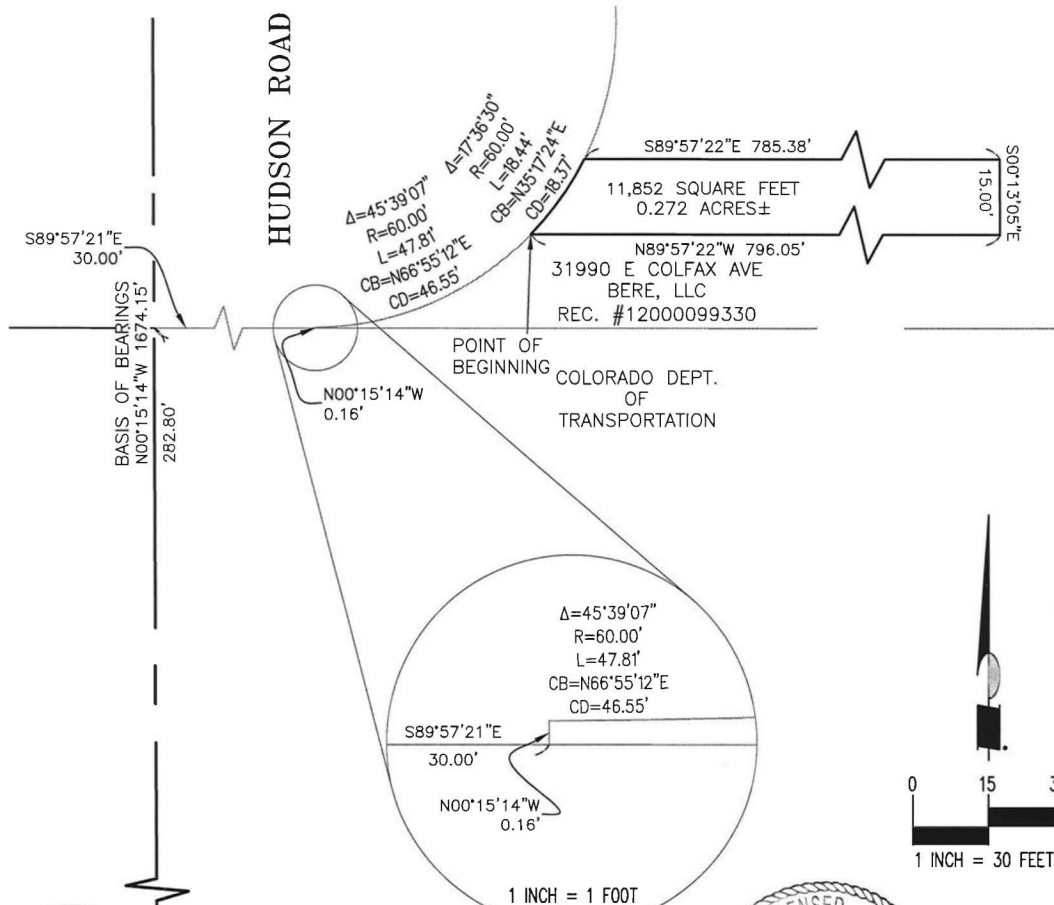 HUDSON ROAD
Δ=17°36'30"
R=60.00'
L=18.44'
CB=N35°17'24"E
CD=18.37'
Δ=45°39'07"
R=60.00'
L=47.81'
CB=N66°55'12"E
CD=46.55'
S89°57'22"E 785.38'
11,852 SQUARE FEET
0.272 ACRES±
S00°13'05"E
15.00'
N89°57'22"W 796.05'
31990 E COLFAX AVE
BERE, LLC
REC. #12000099330
S89°57'21"E
30.00'
BASIS OF BEARINGS
N00°15'14"W 1674.15'
282.80'
POINT OF
BEGINNING
COLORADO DEPT.
OF
TRANSPORTATION
N00°15'14"W
0.16'
Δ=45°39'07"
R=60.00'
L=47.81'
CB=N66°55'12"E
CD=46.55'
S89°57'21"E
30.00'
N00°15'14"W
0.16'
1 INCH = 1 FOOT
0 15 3
1 INCH = 30 FEET
ENSED